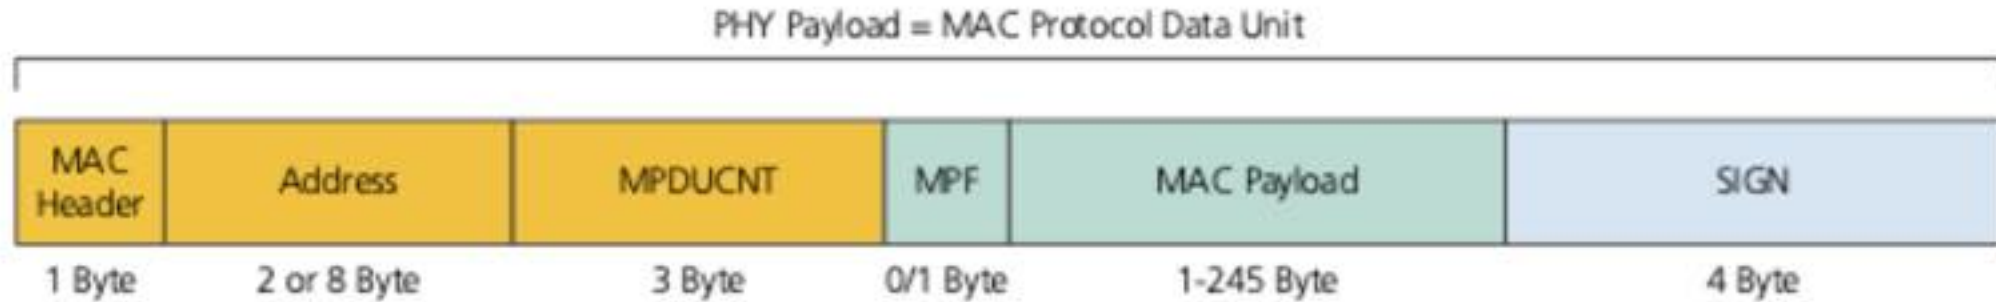 PHY Payload = MAC Protocol Data Unit
MAC
Header
Address
MPDUCNT
MPF
MAC Payload
SIGN
1 Byte
2 or 8 Byte
3 Byte
0/1 Byte
1-245 Byte
4 Byte